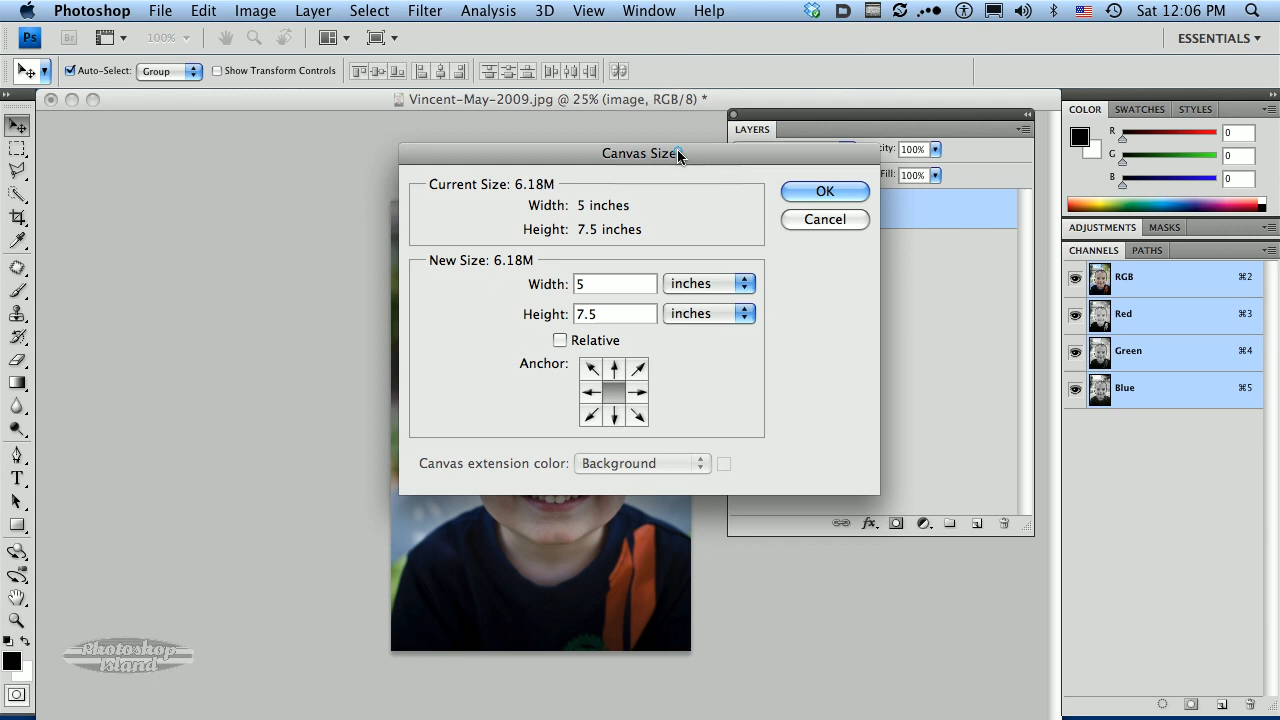 Photoshop File Edit Image Layer Select Filter Analysis 3D View Window Help Sat 12:06 PM
Ps Br 100% ESSENTIALS
Auto-Select: Group Show Transform Controls
Vincent-May-2009.jpg @ 25% (image, RGB/8) *
COLOR SWATCHES STYLES
LAYERS
R 0
G 0
B 0
city: 100%
Fill: 100%
Canvas Size
Current Size: 6.18M
Width: 5 inches
Height: 7.5 inches
OK
Cancel
New Size: 6.18M
Width: 5 inches
Height: 7.5 inches
Relative
Anchor:
Canvas extension color: Background
ADJUSTMENTS MASKS
CHANNELS PATHS
RGB ⌘2
Red ⌘3
Green ⌘4
Blue ⌘5
fx
T
Photoshop
Island